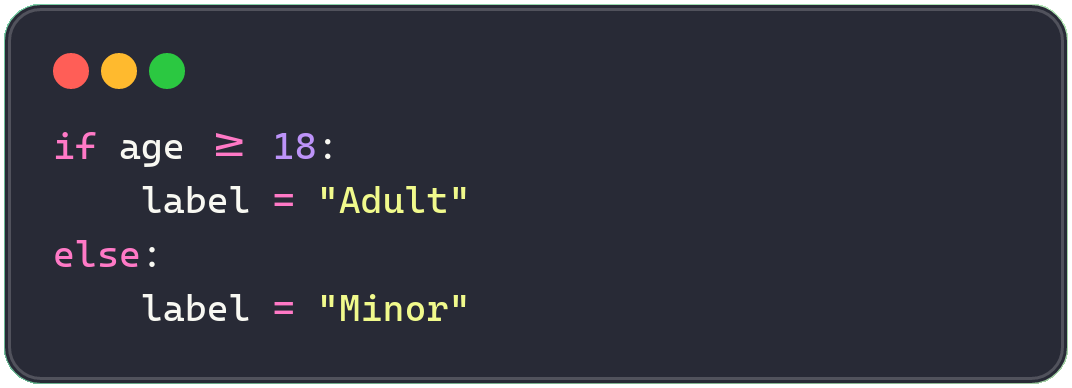 if age ≥ 18:
    label = "Adult"
else:
    label = "Minor"